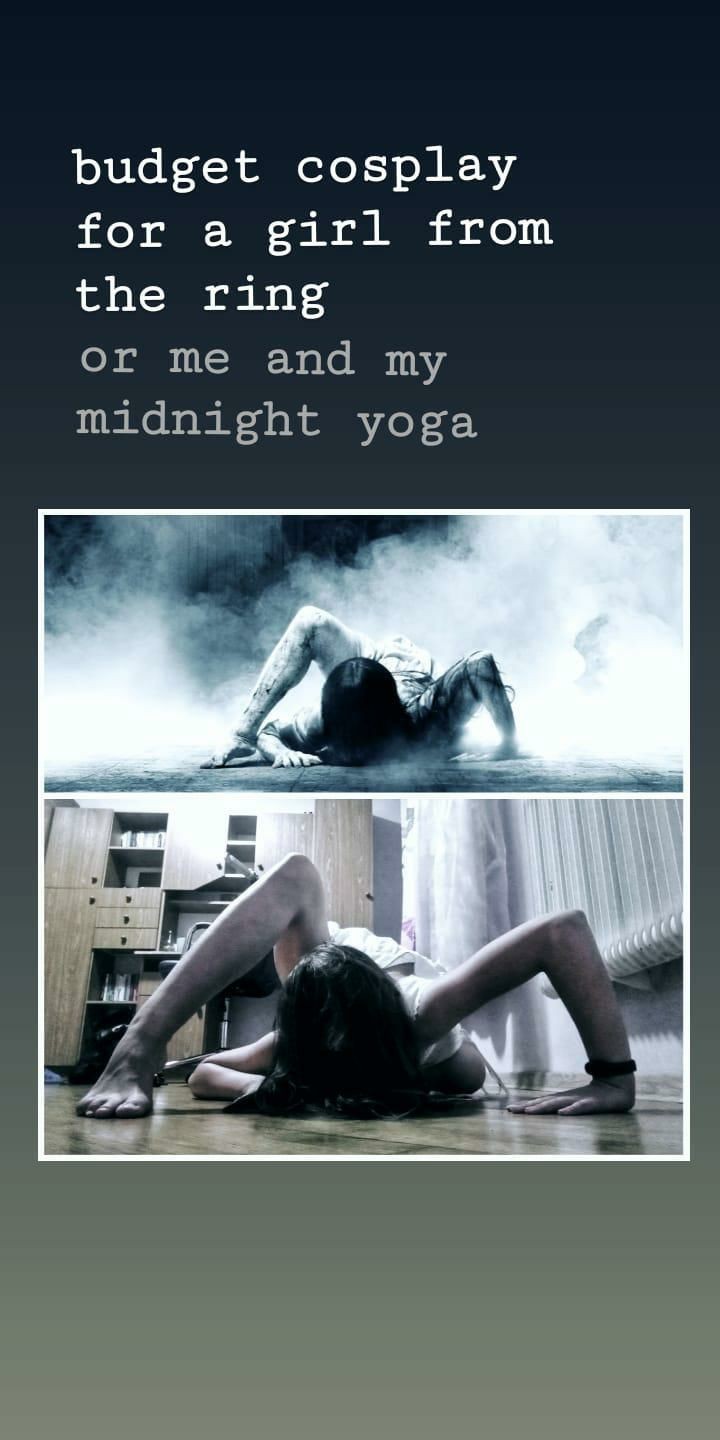 budget cosplay
for a girl from
the ring
or me and my
midnight yoga